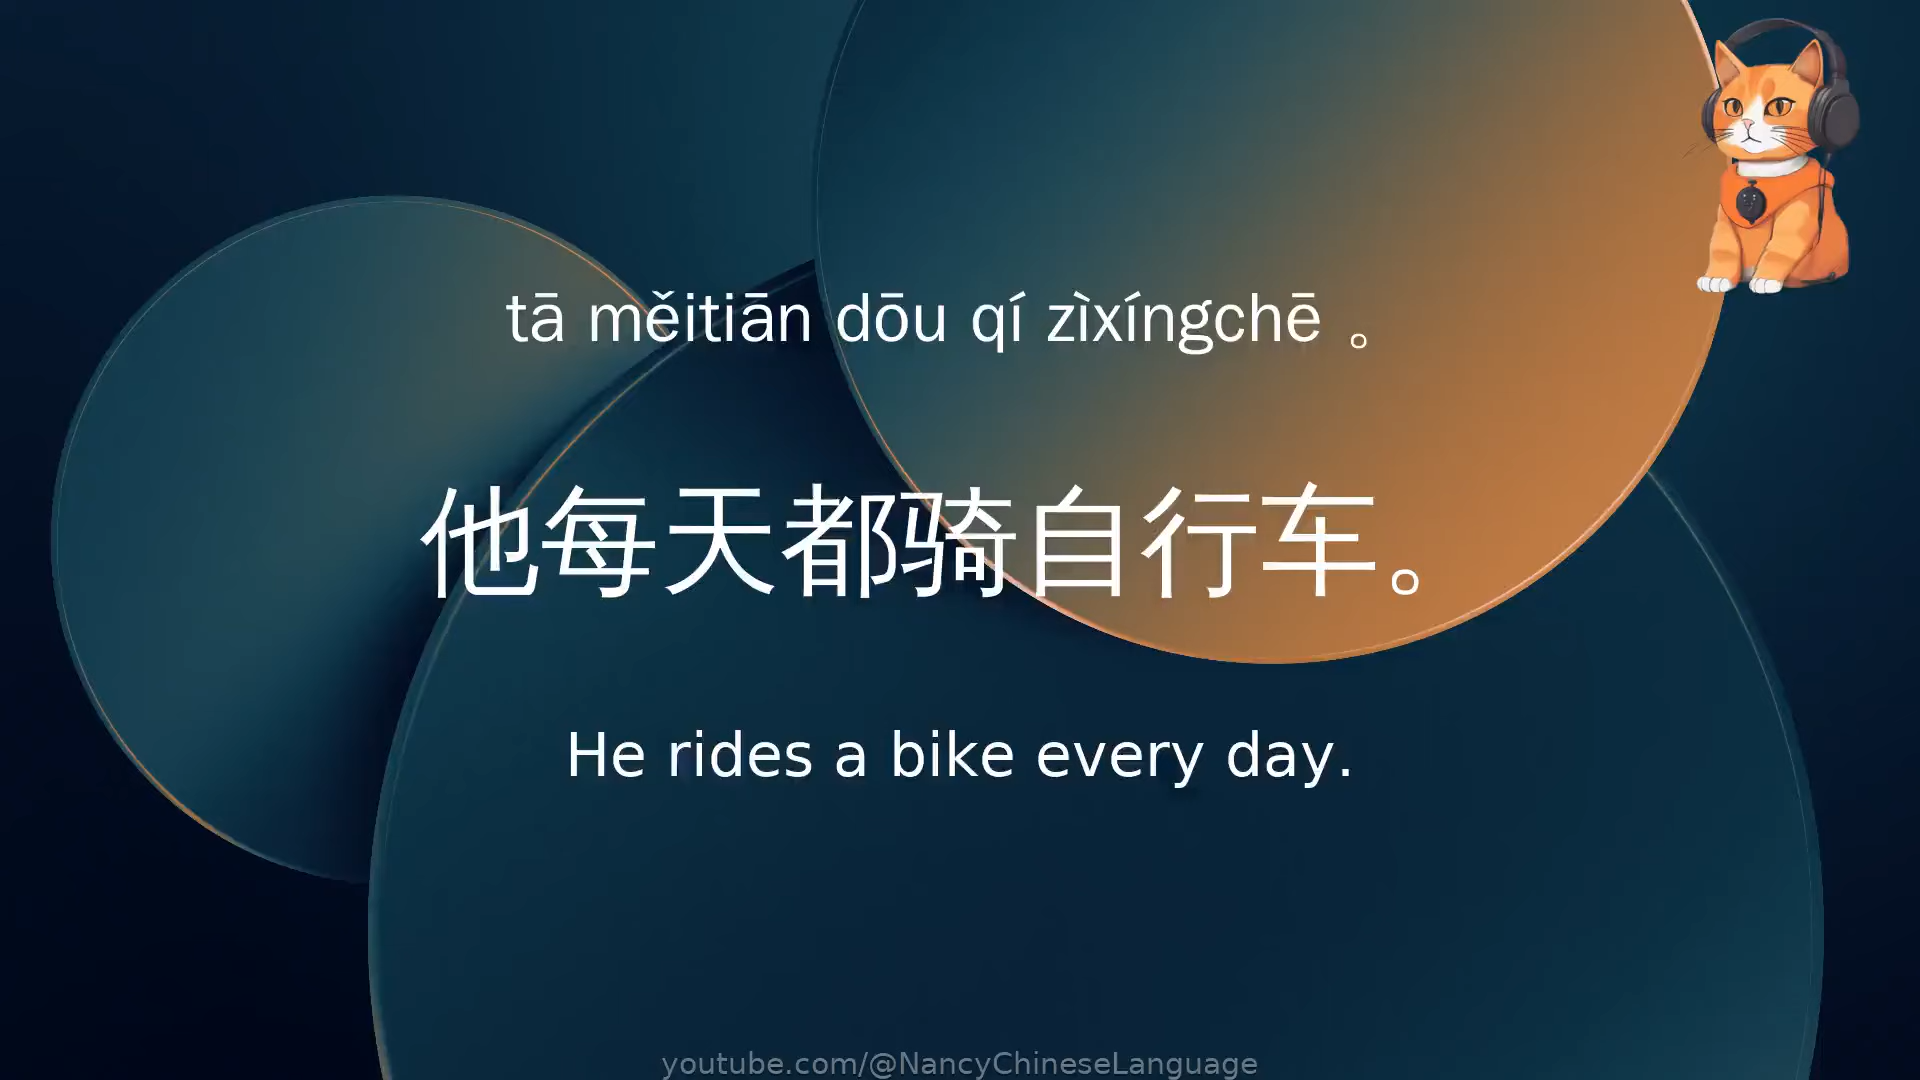 tā měitiān dōu qí zìxíngchē 。
他每天都骑自行车。
He rides a bike every day.
youtube.com/@NancyChineseLanguage